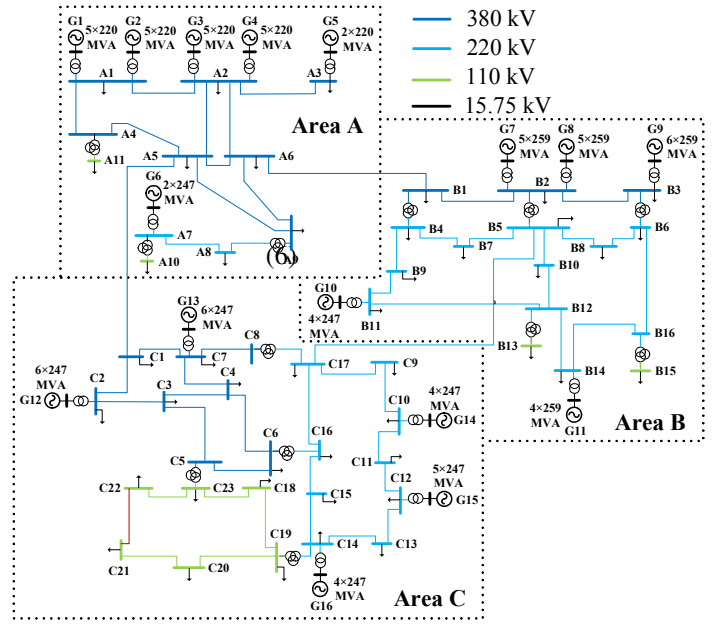 G1
5×220
MVA
G2
5×220
MVA
G3
5×220
MVA
G4
5×220
MVA
G5
2×220
MVA
380 kV
220 kV
110 kV
15.75 kV
A1
A2
A3
Area A
A4
A11
A5
A6
G6
2×247
MVA
A7
A10
A8
(6)
G7
5×259
MVA
G8
5×259
MVA
G9
6×259
MVA
B1
B2
B3
B4
B5
B6
B7
B8
B9
B10
G10
4×247
MVA
B11
B12
B13
B14
B16
B15
4×259
MVA
G11
Area B
G13
6×247
MVA
C1
C7
C8
C17
C9
6×247
MVA
G12
C2
C3
C4
C10
4×247
MVA
G14
C5
C6
C16
C11
C12
5×247
MVA
G15
C22
C23
C18
C15
C21
C20
C19
C14
C13
4×247
MVA
G16
Area C